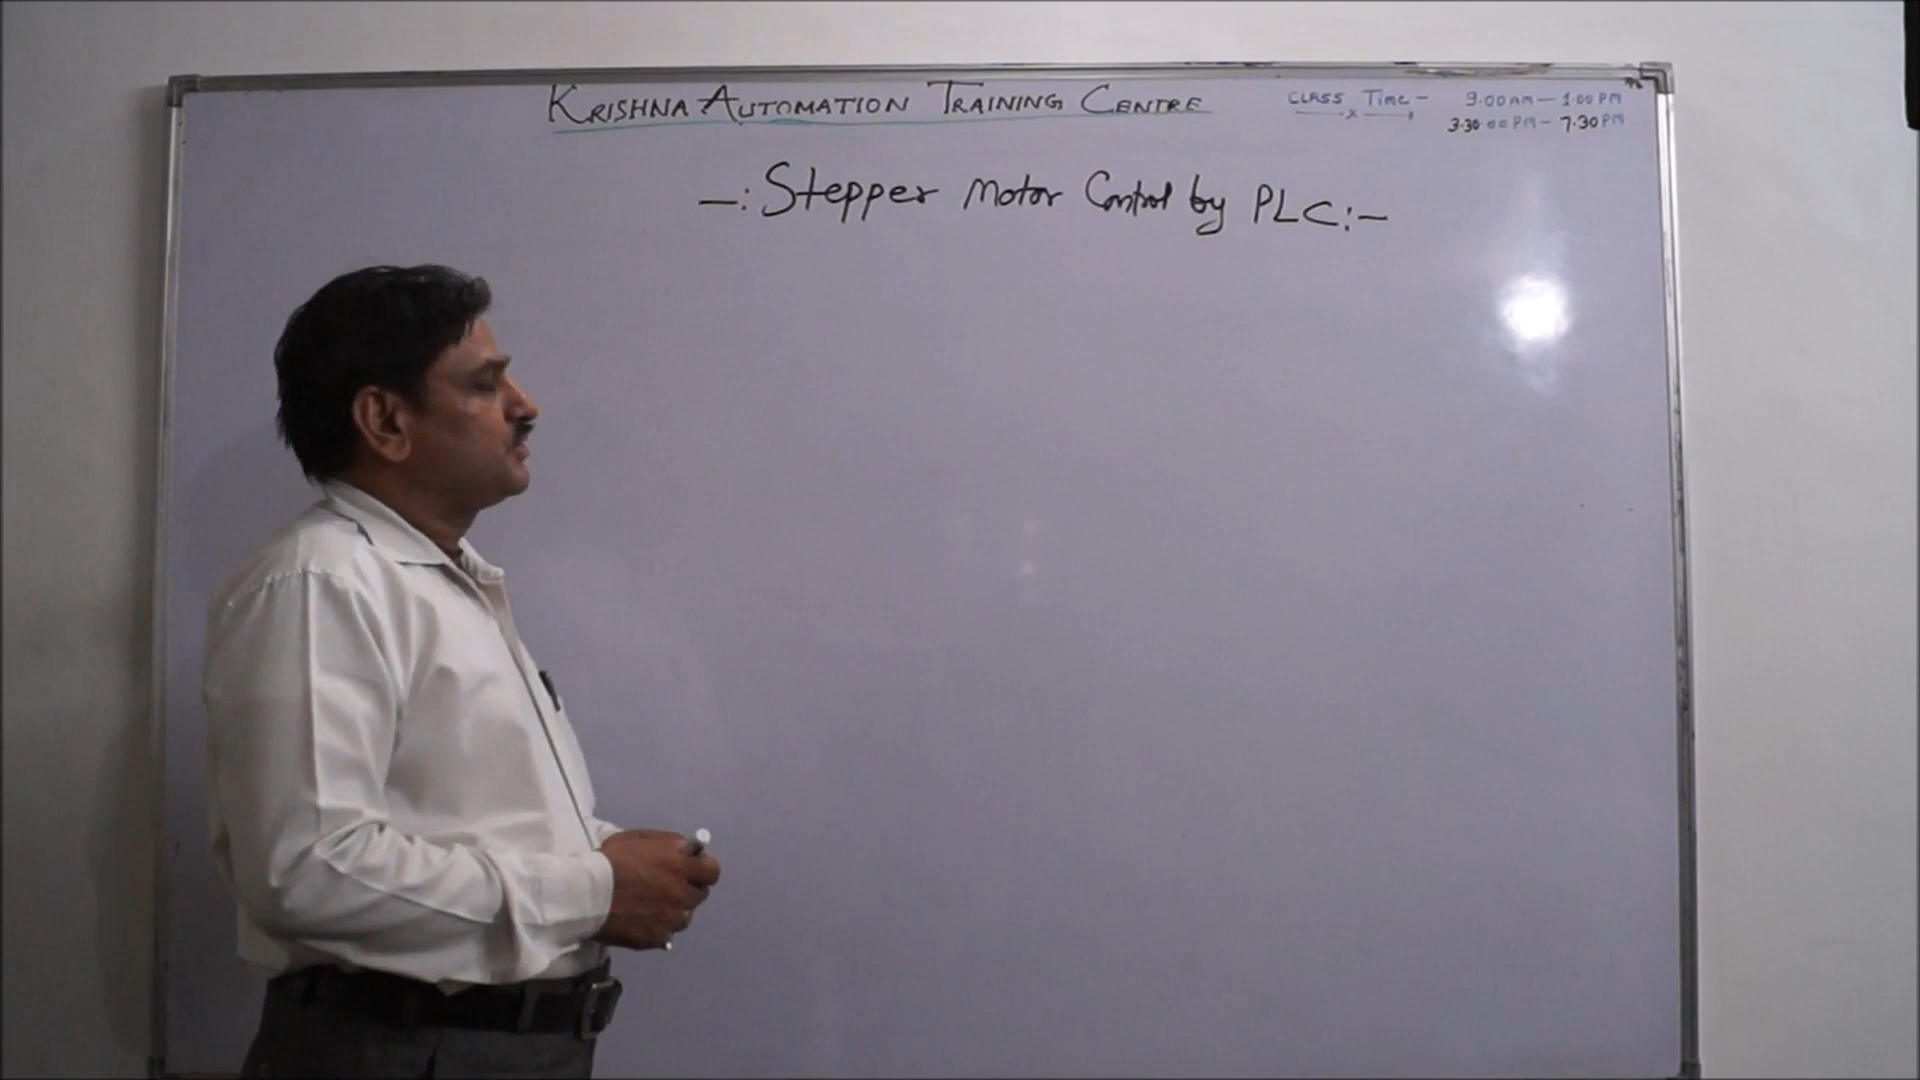 KRISHNA AUTOMATION TRAINING CENTRE
CLASS Time - 9.00 AM - 1.00 PM
3.30 PM - 7.30 PM
-: Stepper Motor Control by PLC:-